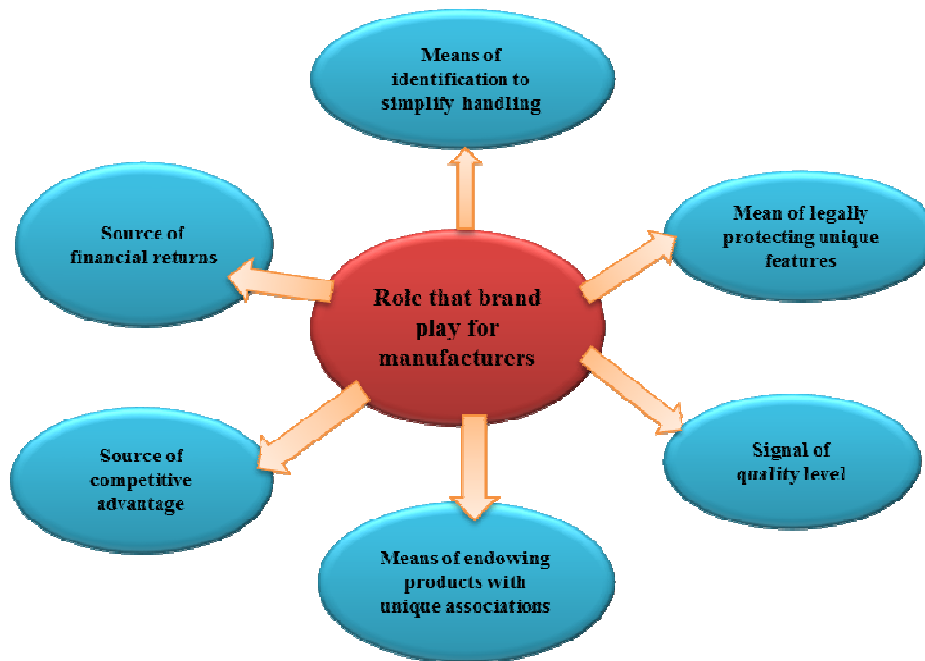 Means of
identification to
simplify handling
Source of
financial returns
Mean of legally
protecting unique
features
Role that brand
play for
manufacturers
Source of
competitive
advantage
Signal of
quality level
Means of endowing
products with
unique associations